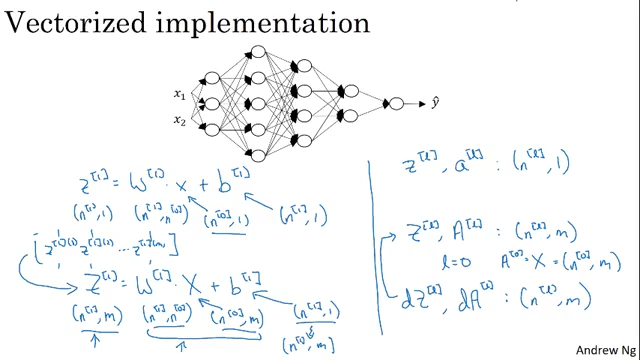 Vectorized implementation
x₁
x₂
ŷ
z^[1] = W^[1] · x + b^[1]
(n^[1],1) (n^[1],n^[0]) (n^[0],1) (n^[1],1)
[z^[1](1) z^[1](2) ... z^[1](m)]
Z^[1] = W^[1] · X + b^[1]
(n^[1],m) (n^[1],n^[0]) (n^[0],m) (n^[1],1)
(n^[1],m)
z^[l], a^[l] : (n^[l],1)
Z^[l], A^[l] : (n^[l],m)
l=0 A^[0]=X=(n^[0],m)
dZ^[l], dA^[l] : (n^[l],m)
Andrew Ng